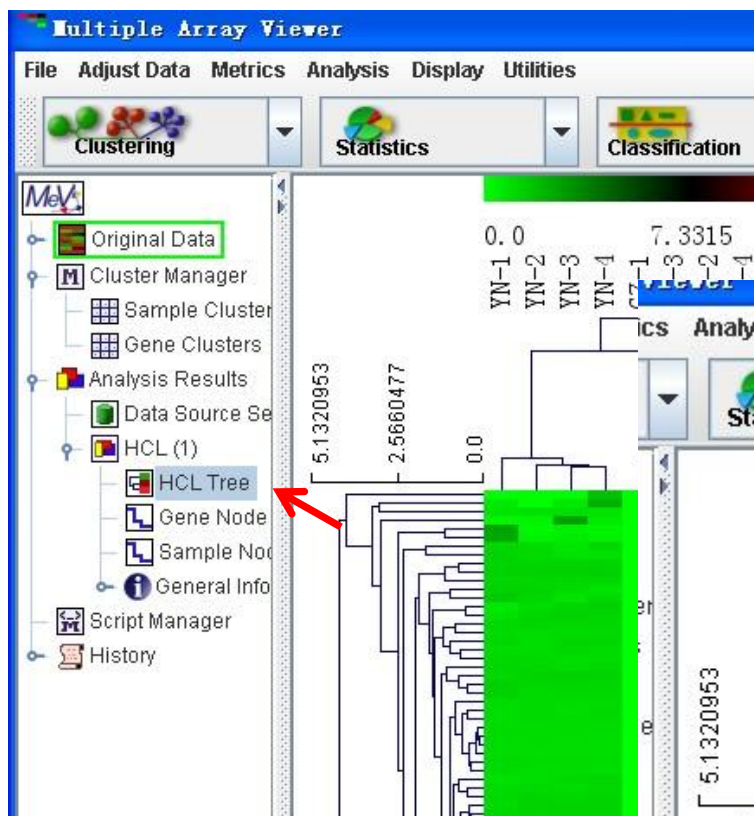 Multiple Array Viewer
File Adjust Data Metrics Analysis Display Utilities
Clustering Statistics Classification
MeV
Original Data
Cluster Manager
Sample Cluster
Gene Clusters
Analysis Results
Data Source Se
HCL (1)
HCL Tree
Gene Node
Sample Nod
General Info
Script Manager
History
0.0 7.3315
YN-1
YN-2
YN-3
YN-4
5.1320953
2.5660477
0.0
ics Analy
Sta
er
e
5.1320953